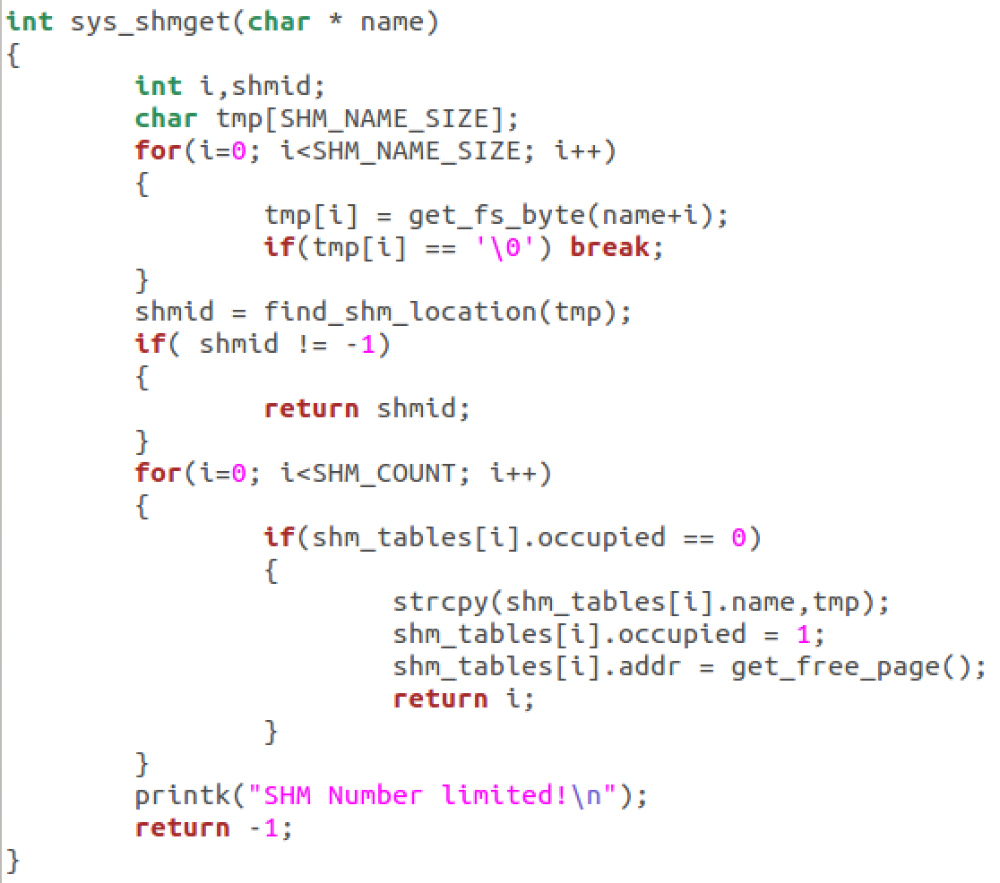 int sys_shmget(char * name)
{
        int i,shmid;
        char tmp[SHM_NAME_SIZE];
        for(i=0; i<SHM_NAME_SIZE; i++)
        {
                tmp[i] = get_fs_byte(name+i);
                if(tmp[i] == '\0') break;
        }
        shmid = find_shm_location(tmp);
        if( shmid != -1)
        {
                return shmid;
        }
        for(i=0; i<SHM_COUNT; i++)
        {
                if(shm_tables[i].occupied == 0)
                {
                        strcpy(shm_tables[i].name,tmp);
                        shm_tables[i].occupied = 1;
                        shm_tables[i].addr = get_free_page();
                        return i;
                }
        }
        printk("SHM Number limited!\n");
        return -1;
}